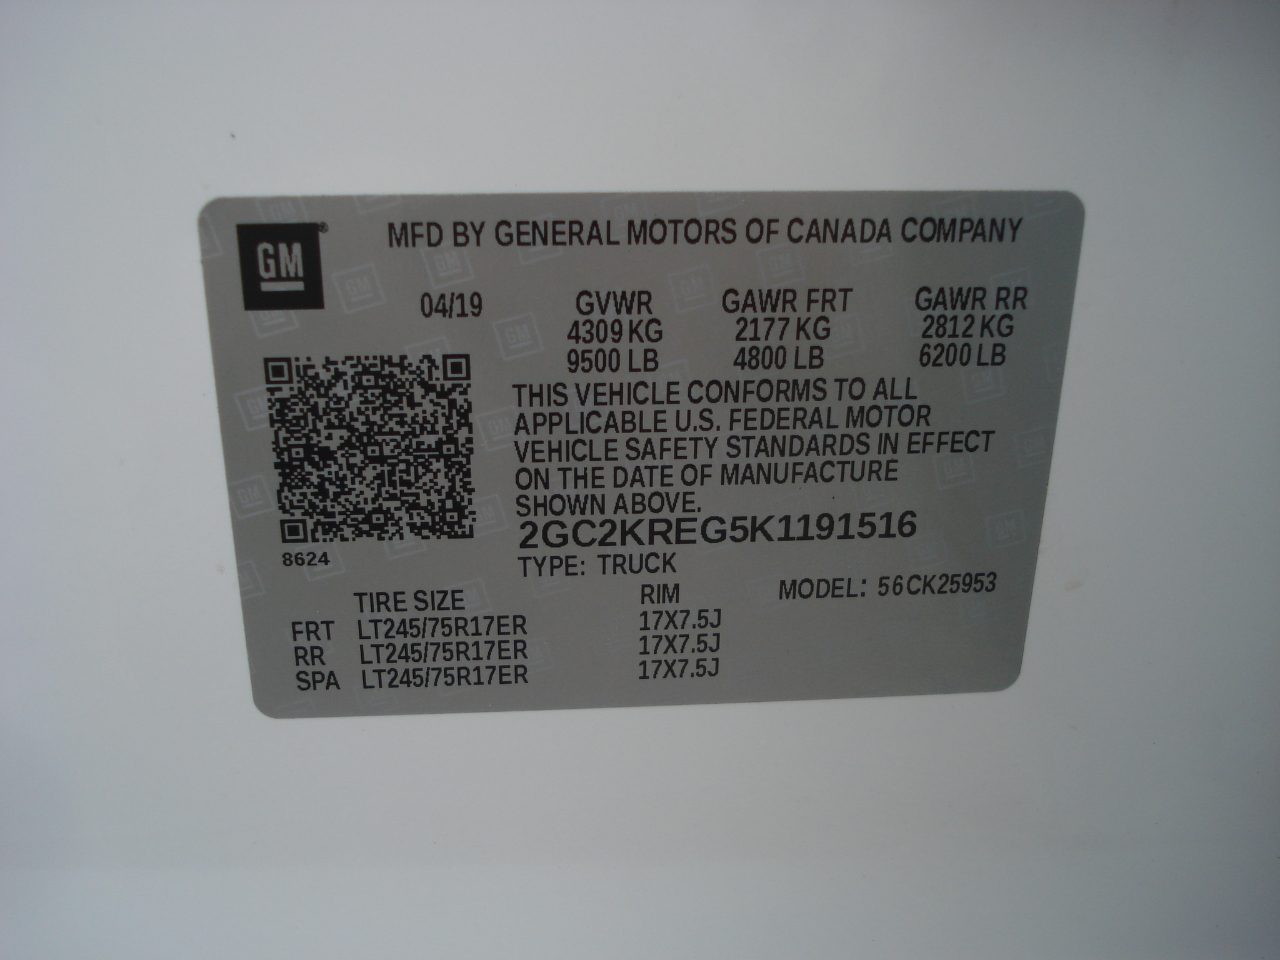 GM®
MFD BY GENERAL MOTORS OF CANADA COMPANY
04/19 GVWR GAWR FRT GAWR RR
4309 KG 2177 KG 2812 KG
9500 LB 4800 LB 6200 LB
THIS VEHICLE CONFORMS TO ALL
APPLICABLE U.S. FEDERAL MOTOR
VEHICLE SAFETY STANDARDS IN EFFECT
ON THE DATE OF MANUFACTURE
SHOWN ABOVE.
2GC2KREG5K1191516
8624
TYPE: TRUCK
MODEL: 56CK25953
TIRE SIZE RIM
FRT LT245/75R17ER 17X7.5J
RR LT245/75R17ER 17X7.5J
SPA LT245/75R17ER 17X7.5J